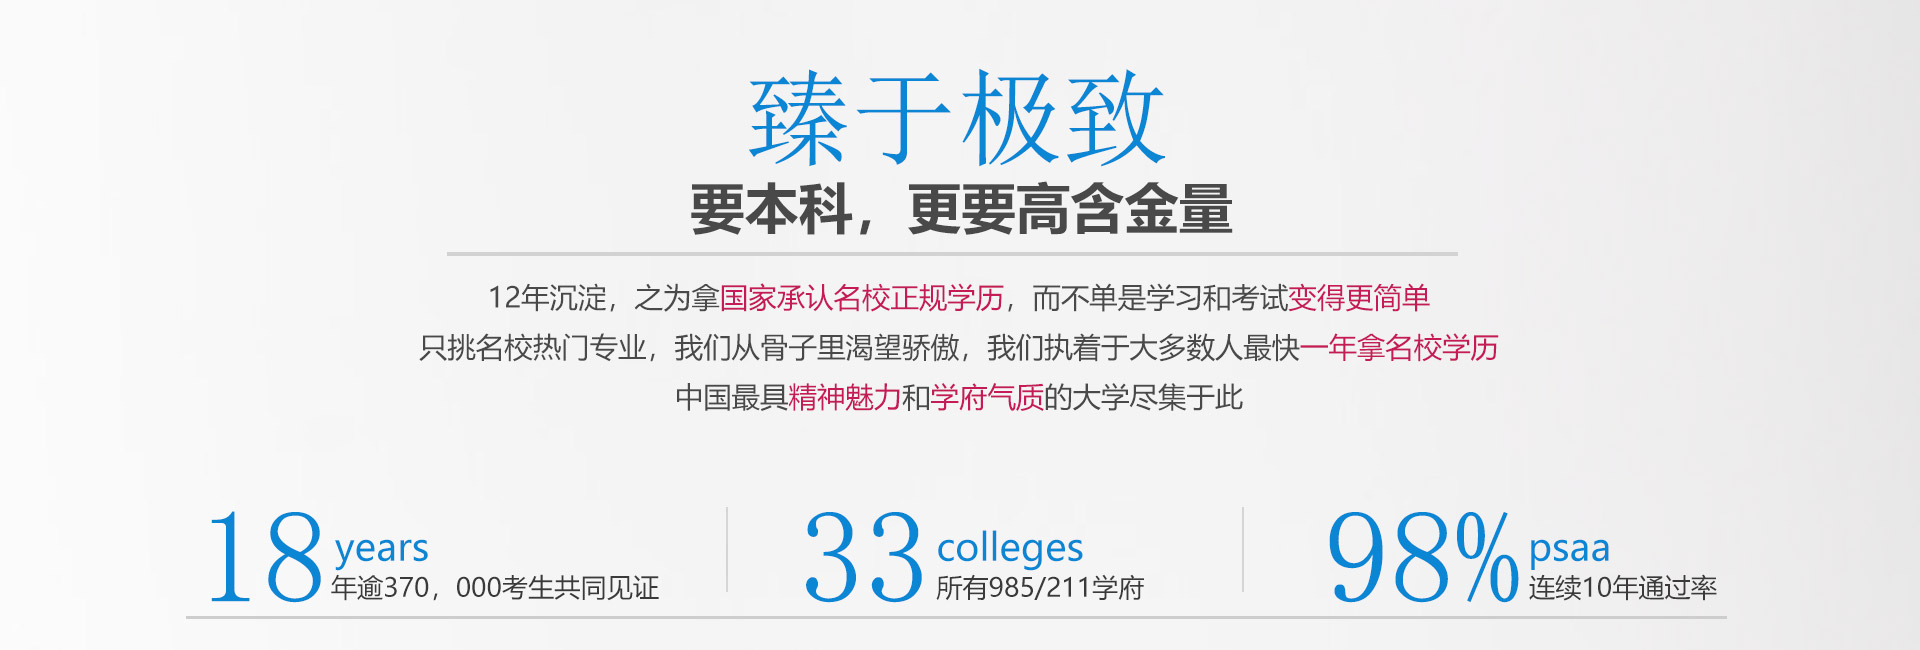 臻于极致
要本科，更要高含金量
12年沉淀，之为拿国家承认名校正规学历，而不单是学习和考试变得更简单
只挑名校热门专业，我们从骨子里渴望骄傲，我们执着于大多数人最快一年拿名校学历
中国最具精神魅力和学府气质的大学尽集于此
18 years
年逾370，000考生共同见证
33 colleges
所有985/211学府
98% psaa
连续10年通过率